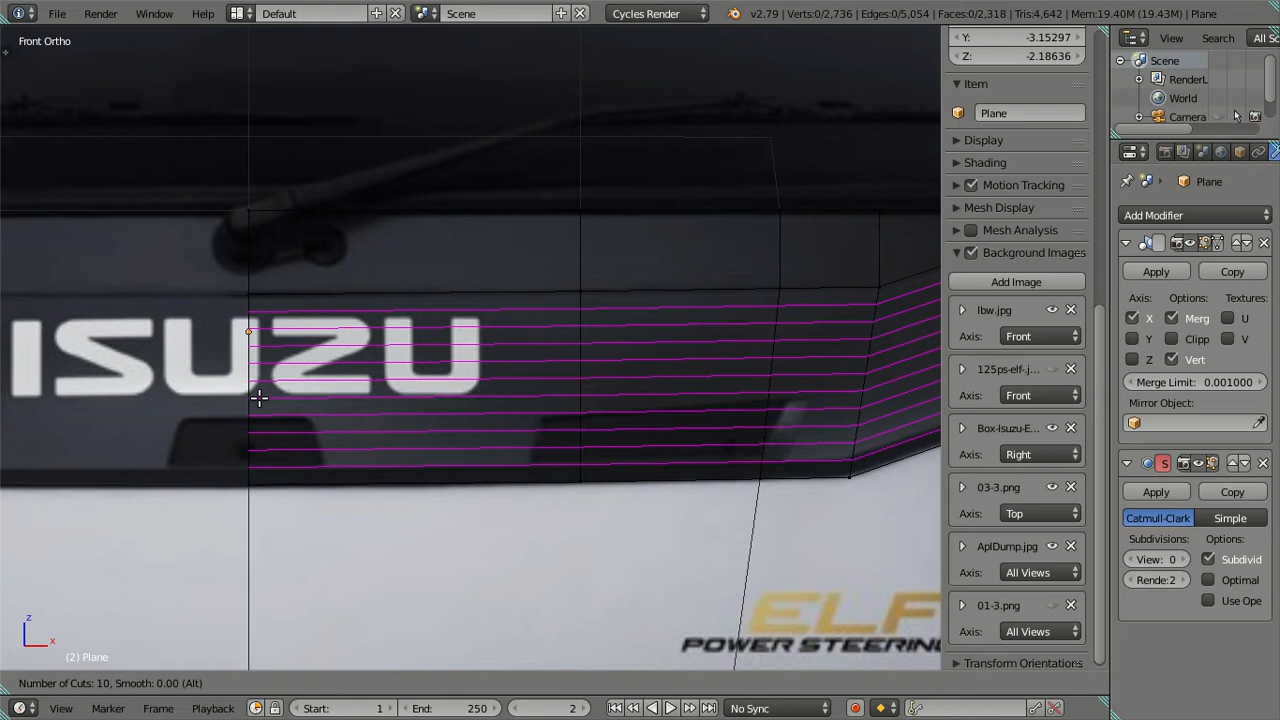 File Render Window Help Default Scene Cycles Render v2.79 | Verts:0/2,736 | Edges:0/5,054 | Faces:0/2,318 | Tris:4,642 | Mem:19.40M (19.43M) | Plane
Front Ortho
Y: -3.15297
Z: -2.18636
Item
Plane
Display
Shading
Motion Tracking
Mesh Display
Mesh Analysis
Background Images
Add Image
lbw.jpg
Axis: Front
125ps-elf-.j...
Axis: Front
Box-Isuzu-E...
Axis: Right
03-3.png
Axis: Top
AplDump.jpg
Axis: All Views
01-3.png
Axis: All Views
Transform Orientations
View Search All Sc
Scene
RenderL
World
Camera
Plane
Add Modifier
Apply Copy
Axis: Options: Textures:
X Merg U
Y Clipp V
Z Vert
Merge Limit: 0.001000
Mirror Object:
S
Apply Copy
Catmull-Clark Simple
Subdivisions: Options:
View: 0 Subdivid
Rende:2 Optimal
Use Ope
ISUZU
ELF
POWER STEERING
z
x
(2) Plane
Number of Cuts: 10, Smooth: 0.00 (Alt)
View Marker Frame Playback Start: 1 End: 250 2 No Sync